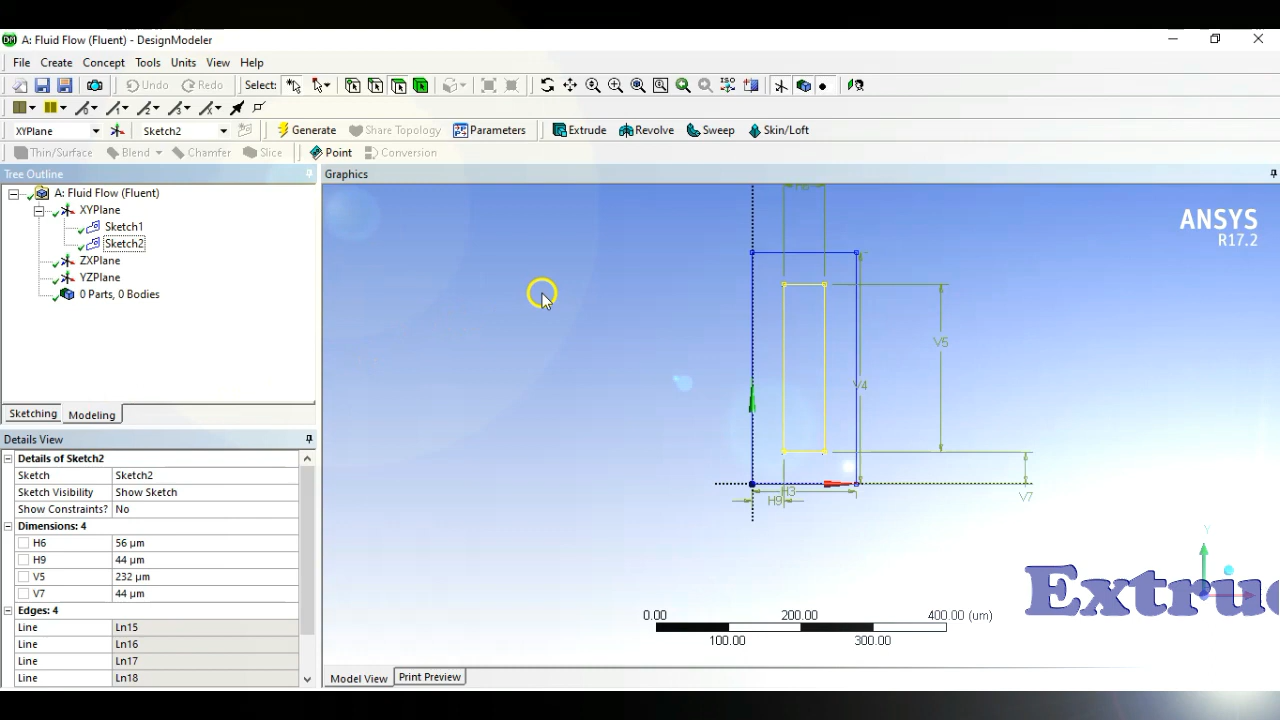 A: Fluid Flow (Fluent) - DesignModeler
File Create Concept Tools Units View Help
Undo Redo Select: ISO
XYPlane Sketch2 Generate Share Topology Parameters Extrude Revolve Sweep Skin/Loft
Thin/Surface Blend Chamfer Slice Point Conversion
Tree Outline
A: Fluid Flow (Fluent)
XYPlane
Sketch1
Sketch2
ZXPlane
YZPlane
0 Parts, 0 Bodies
Sketching Modeling
Details View
Details of Sketch2
Sketch Sketch2
Sketch Visibility Show Sketch
Show Constraints? No
Dimensions: 4
H6 56 µm
H9 44 µm
V5 232 µm
V7 44 µm
Edges: 4
Line Ln15
Line Ln16
Line Ln17
Line Ln18
Graphics
ANSYS
R17.2
H6
V5
V4
H3
H9
V7
Y
Extrud
0.00 200.00 400.00 (um)
100.00 300.00
Model View Print Preview